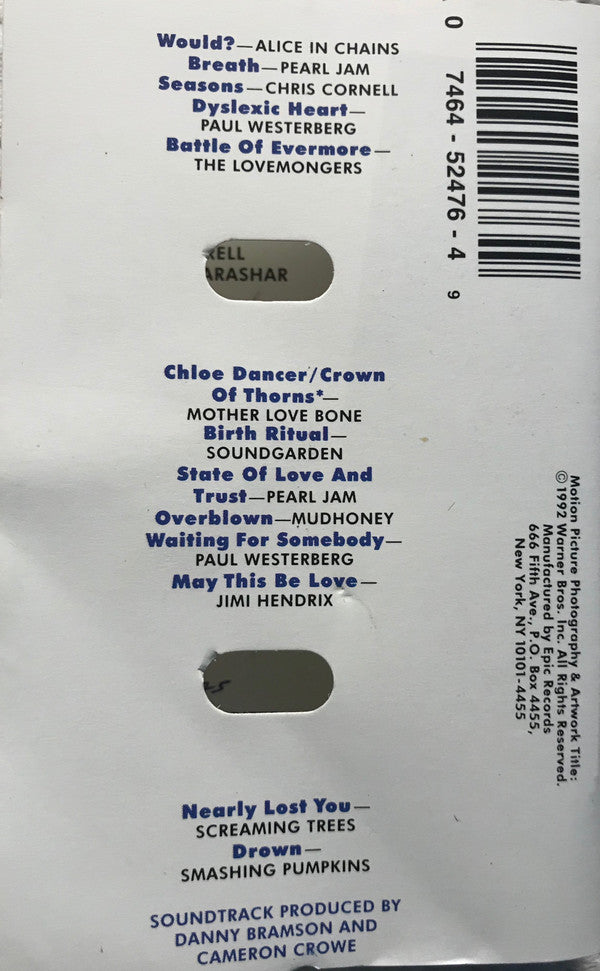 Would?—ALICE IN CHAINS
Breath—PEARL JAM
Seasons—CHRIS CORNELL
Dyslexic Heart—
PAUL WESTERBERG
Battle Of Evermore—
THE LOVEMONGERS
RELL
ARASHAR
Chloe Dancer/Crown
Of Thorns*—
MOTHER LOVE BONE
Birth Ritual—
SOUNDGARDEN
State Of Love And
Trust—PEARL JAM
Overblown—MUDHONEY
Waiting For Somebody—
PAUL WESTERBERG
May This Be Love—
JIMI HENDRIX
Nearly Lost You—
SCREAMING TREES
Drown—
SMASHING PUMPKINS
SOUNDTRACK PRODUCED BY
DANNY BRAMSON AND
CAMERON CROWE
0 7464-52476-4 9
Motion Picture Photography & Artwork Title:
©1992 Warner Bros. Inc. All Rights Reserved.
Manufactured by Epic Records
666 Fifth Ave., P.O. Box 4455,
New York, NY 10101-4455